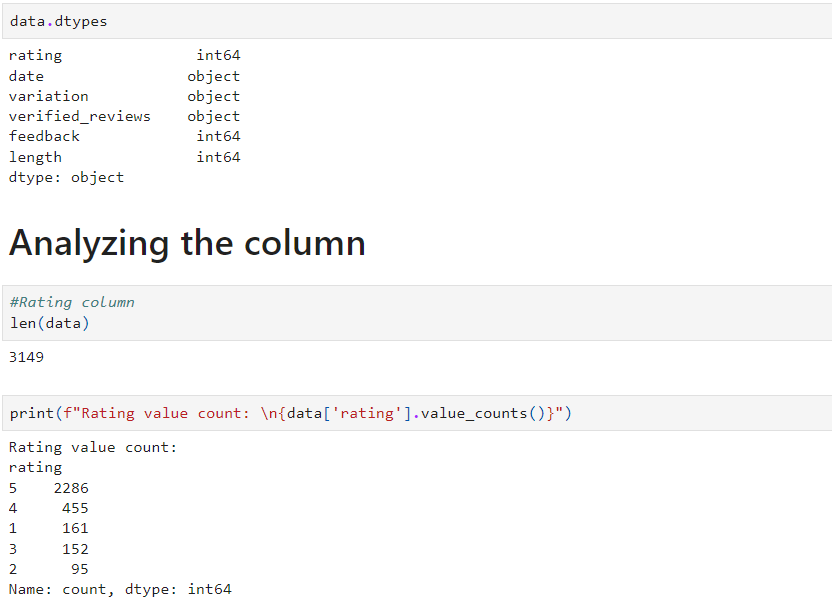 data.dtypes
rating int64
date object
variation object
verified_reviews object
feedback int64
length int64
dtype: object
Analyzing the column
#Rating column
len(data)
3149
print(f"Rating value count: \n{data['rating'].value_counts()}")
Rating value count:
rating
5 2286
4 455
1 161
3 152
2 95
Name: count, dtype: int64